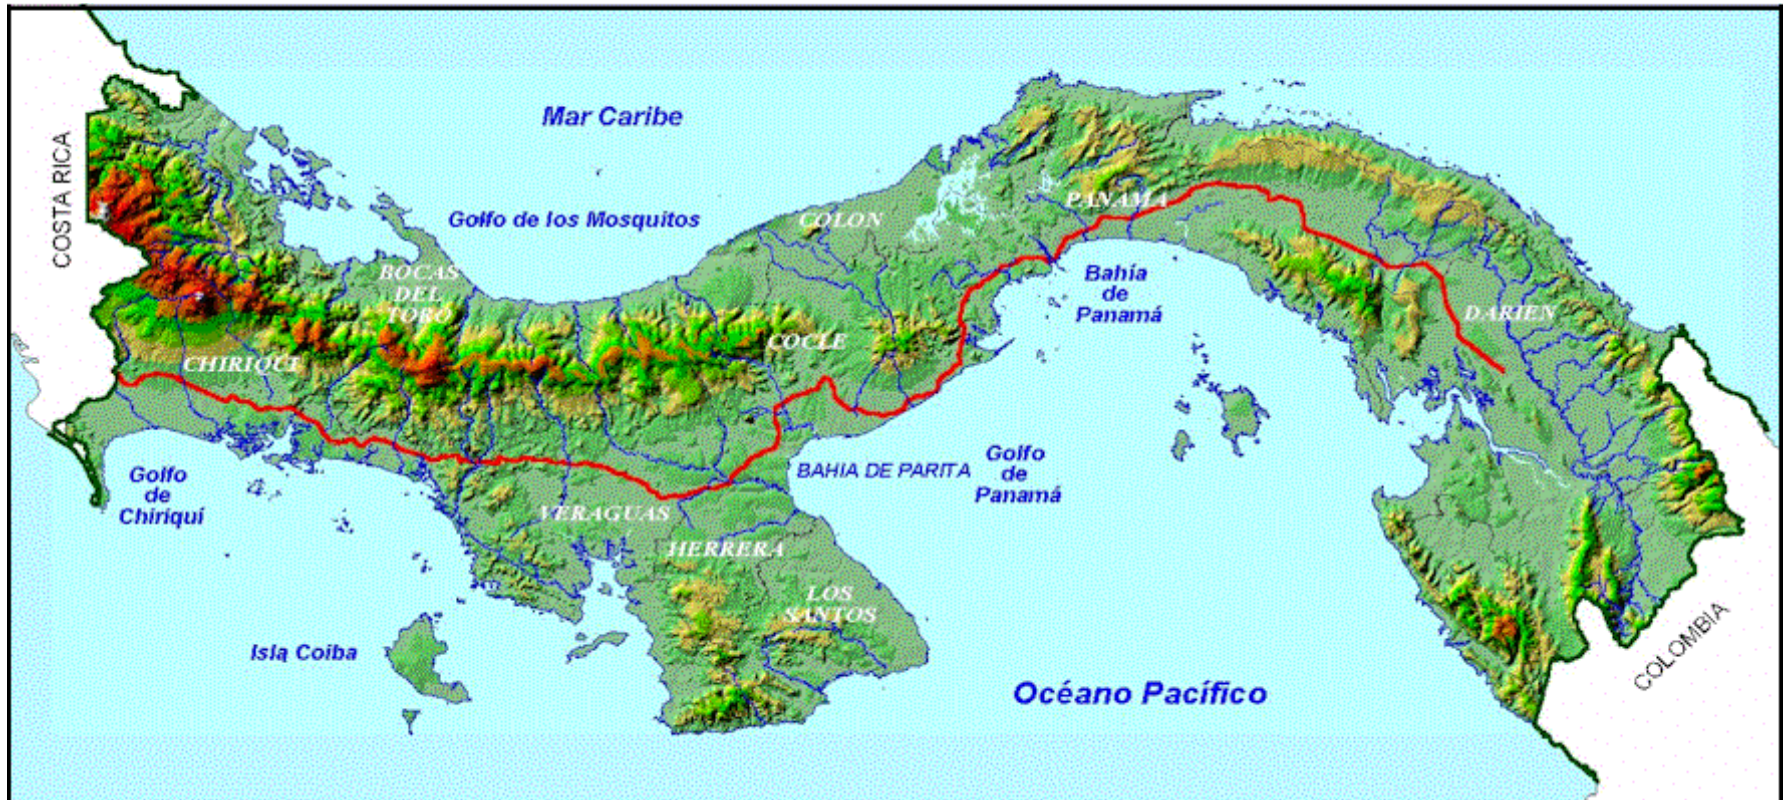 Mar Caribe
COSTA RICA
PANAMA
Golfo de los Mosquitos
COLON
BOCAS
DEL
TORO
Bahía
de
Panamá
DARIEN
COCLE
CHIRIQUI
Golfo
de
Chiriquí
BAHIA DE PARITA
Golfo
de
Panamá
VERAGUAS
HERRERA
LOS
SANTOS
Isla Coiba
COLOMBIA
Océano Pacífico